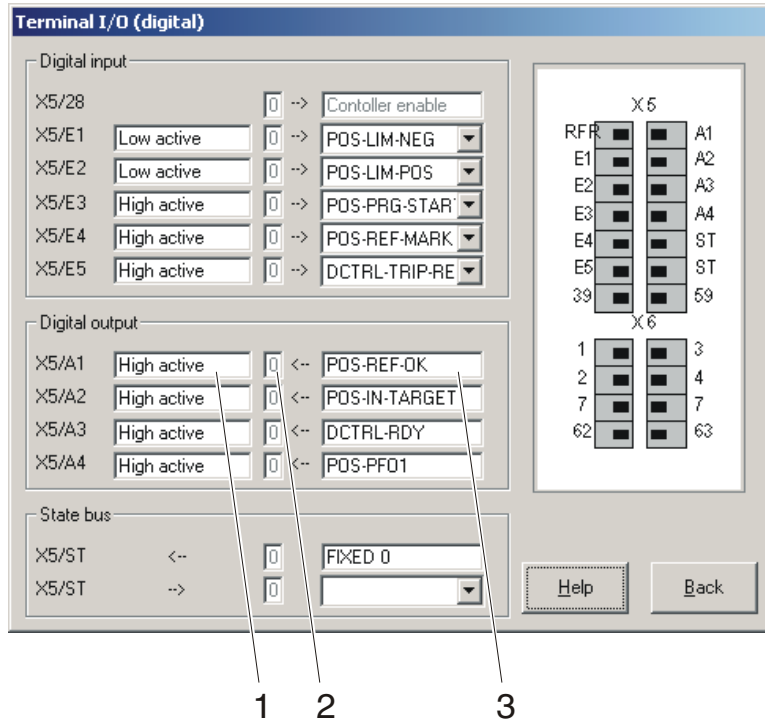 Terminal I/O (digital)
Digital input
X5/28 0 --> Contoller enable
X5/E1 Low active 0 --> POS-LIM-NEG
X5/E2 Low active 0 --> POS-LIM-POS
X5/E3 High active 0 --> POS-PRG-START
X5/E4 High active 0 --> POS-REF-MARK
X5/E5 High active 0 --> DCTRL-TRIP-RE
Digital output
X5/A1 High active 0 <-- POS-REF-OK
X5/A2 High active 0 <-- POS-IN-TARGET
X5/A3 High active 0 <-- DCTRL-RDY
X5/A4 High active 0 <-- POS-PFO1
State bus
X5/ST <-- 0 FIXED 0
X5/ST --> 0
X5
RFR A1
E1 A2
E2 A3
E3 A4
E4 ST
E5 ST
39 59
X6
1 3
2 4
7 7
62 63
Help Back
1 2 3